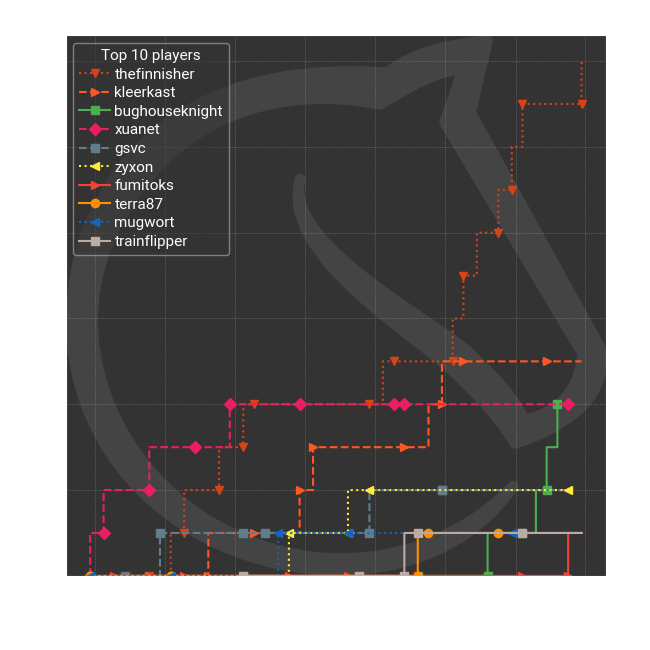 Top 10 players
thefinnisher
kleerkast
bughouseknight
xuanet
gsvc
zyxon
fumitoks
terra87
mugwort
trainflipper